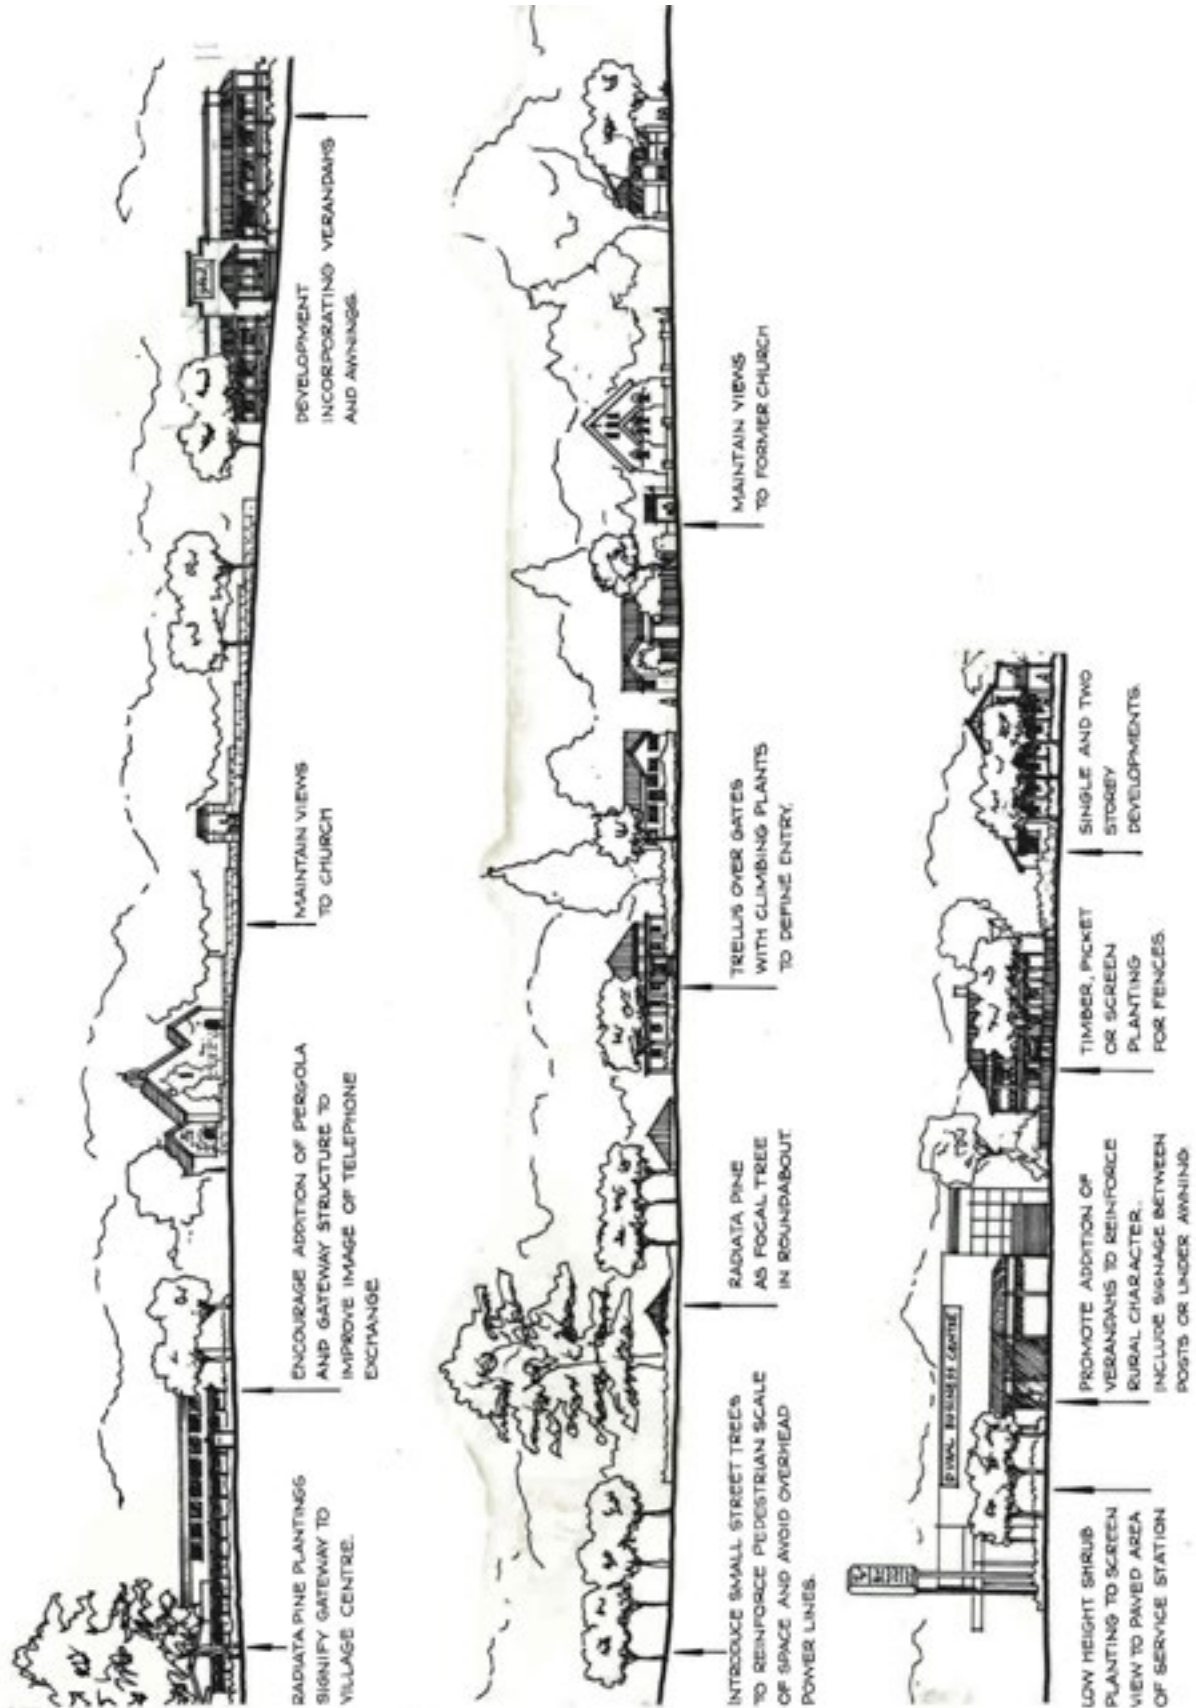 RADIATA PINE PLANTINGS
SIGNIFY GATEWAY TO
VILLAGE CENTRE.
ENCOURAGE ADDITION OF PERGOLA
AND GATEWAY STRUCTURE TO
IMPROVE IMAGE OF TELEPHONE
EXCHANGE
MAINTAIN VIEWS
TO CHURCH
DEVELOPMENT
INCORPORATING VERANDAHS
AND AWNINGS.
INTRODUCE SMALL STREET TREES
TO REINFORCE PEDESTRIAN SCALE
OF SPACE AND AVOID OVERHEAD
POWER LINES.
RADIATA PINE
AS FOCAL TREE
IN ROUNDABOUT
TRELLIS OVER GATES
WITH CLIMBING PLANTS
TO DEFINE ENTRY.
MAINTAIN VIEWS
TO FORMER CHURCH
LOW HEIGHT SHRUB
PLANTING TO SCREEN
VIEW TO PAVED AREA
OF SERVICE STATION
PROMOTE ADDITION OF
VERANDAHS TO REINFORCE
RURAL CHARACTER.
INCLUDE SIGNAGE BETWEEN
POSTS OR UNDER AWNING.
TIMBER, PICKET
OR SCREEN
PLANTING
FOR FENCES.
SINGLE AND TWO
STOREY
DEVELOPMENTS.
BUSINESS CENTRE